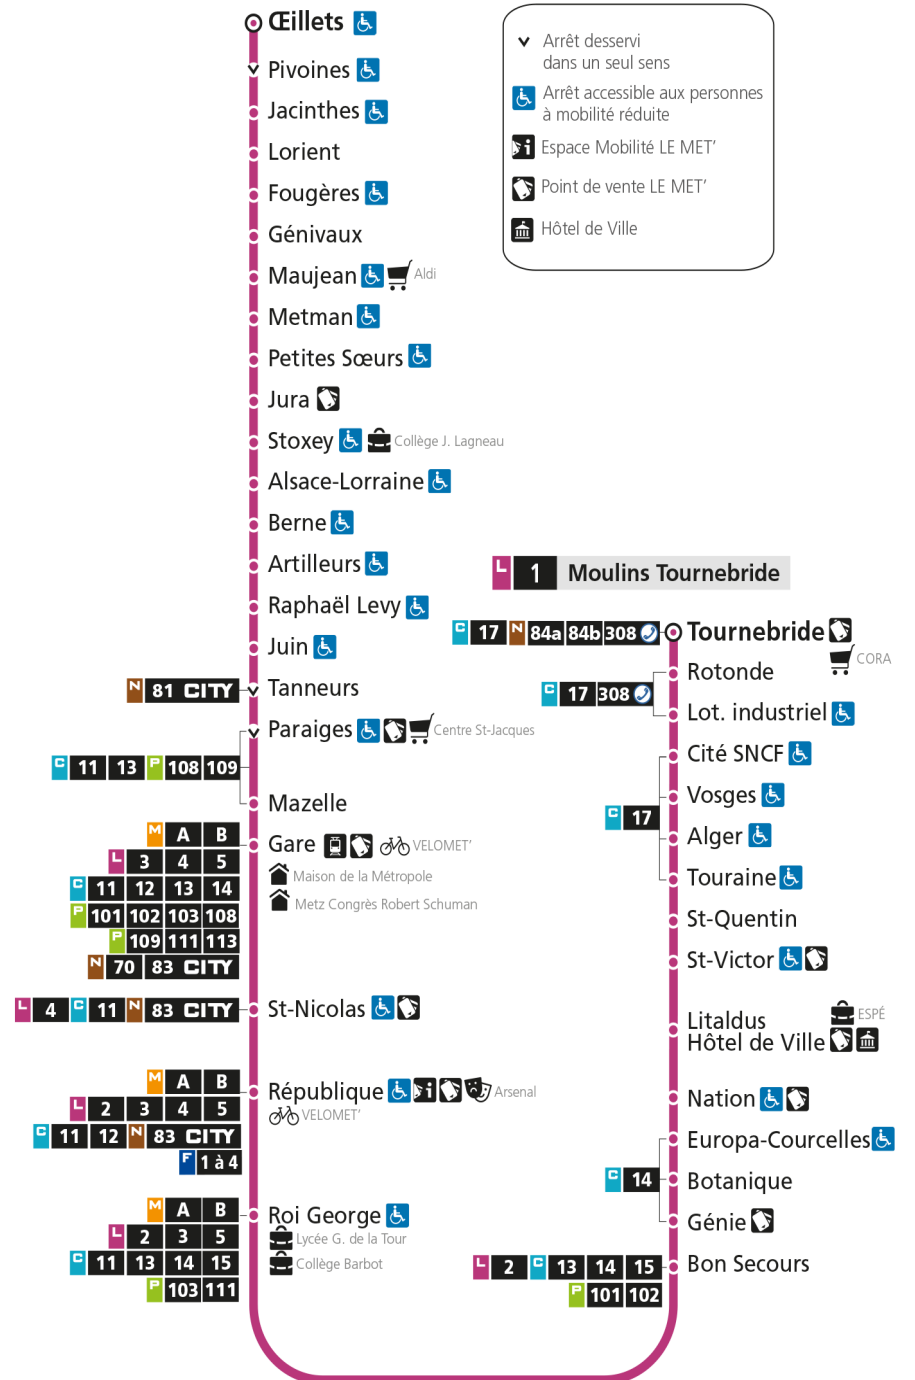 Œillets
Pivoines
Jacinthes
Lorient
Fougères
Génivaux
Maujean Aldi
Metman
Petites Sœurs
Jura
Stoxey Collège J. Lagneau
Alsace-Lorraine
Berne
Artilleurs
Raphaël Levy
Juin
N 81 CITY Tanneurs
Paraiges Centre St-Jacques
C 11 13 P 108 109
Mazelle
M A B
Gare VELOMET'
L 3 4 5
Maison de la Métropole
C 11 12 13 14
Metz Congrès Robert Schuman
P 101 102 103 108
P 109 111 113
N 70 83 CITY
L 4 C 11 N 83 CITY St-Nicolas
M A B
République Arsenal
L 2 3 4 5
VELOMET'
C 11 12 N 83 CITY
F 1 à 4
M A B
Roi George
L 2 3 5
Lycée G. de la Tour
C 11 13 14 15
Collège Barbot
P 103 111
Arrêt desservi
dans un seul sens
Arrêt accessible aux personnes
à mobilité réduite
i Espace Mobilité LE MET'
Point de vente LE MET'
Hôtel de Ville
L 1 Moulins Tournebride
C 17 N 84a 84b 308 Tournebride
CORA
Rotonde
C 17 308
Lot. industriel
Cité SNCF
Vosges
C 17
Alger
Touraine
St-Quentin
St-Victor
Litaldus ESPÉ
Hôtel de Ville
Nation
Europa-Courcelles
C 14 Botanique
Génie
L 2 C 13 14 15 Bon Secours
P 101 102